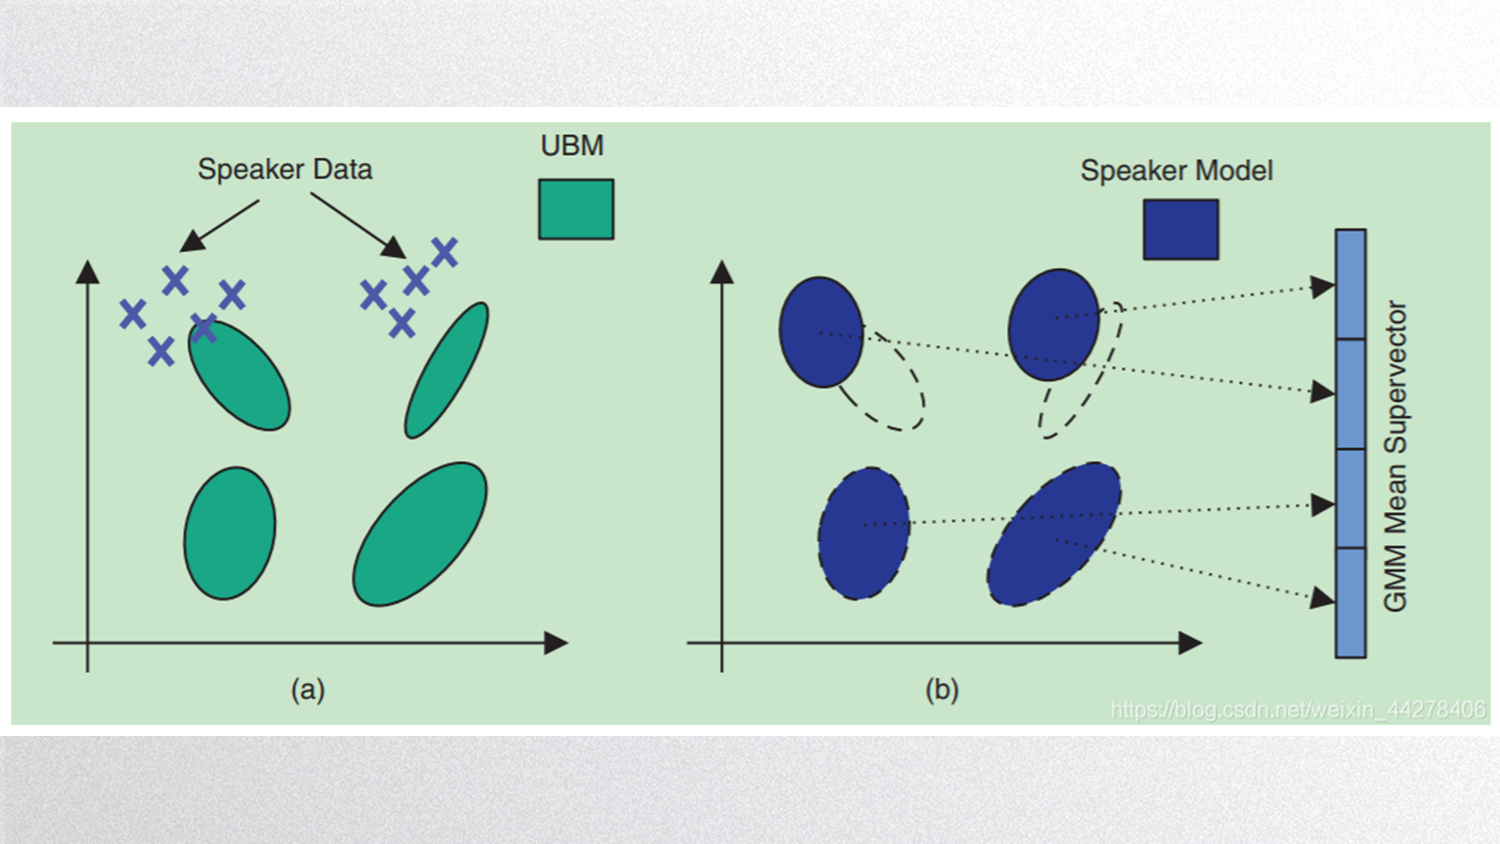 UBM
Speaker Data
Speaker Model
GMM Mean Supervector
(a)
(b)
https://blog.csdn.net/weixin_44278406